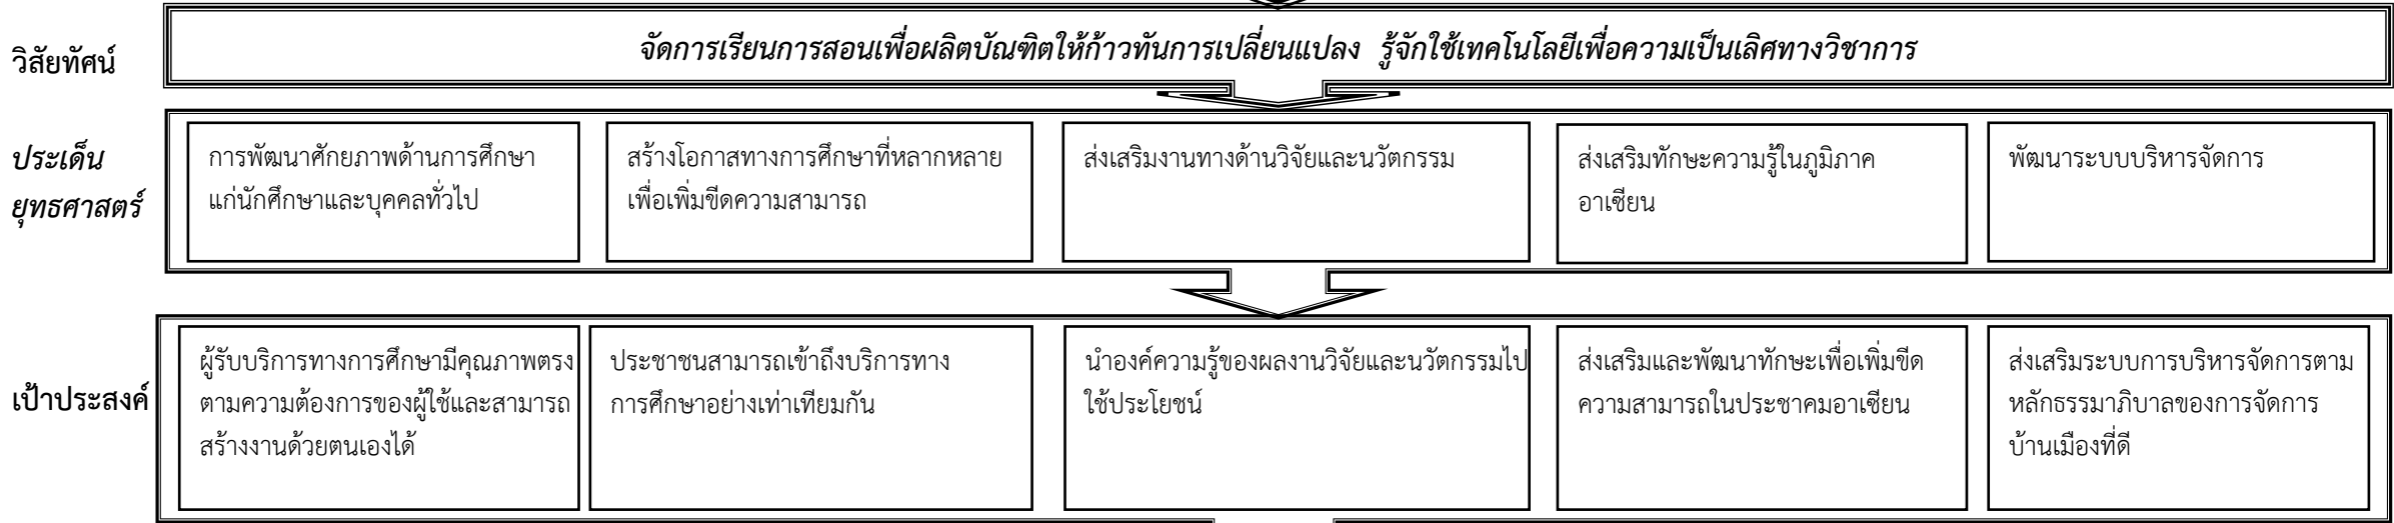 วิสัยทัศน์
จัดการเรียนการสอนเพื่อผลิตบัณฑิตให้ก้าวทันการเปลี่ยนแปลง รู้จักใช้เทคโนโลยีเพื่อความเป็นเลิศทางวิชาการ
ประเด็น
ยุทธศาสตร์
การพัฒนาศักยภาพด้านการศึกษา
แก่นักศึกษาและบุคคลทั่วไป
สร้างโอกาสทางการศึกษาที่หลากหลาย
เพื่อเพิ่มขีดความสามารถ
ส่งเสริมงานทางด้านวิจัยและนวัตกรรม
ส่งเสริมทักษะความรู้ในภูมิภาค
อาเซียน
พัฒนาระบบบริหารจัดการ
เป้าประสงค์
ผู้รับบริการทางการศึกษามีคุณภาพตรง
ตามความต้องการของผู้ใช้และสามารถ
สร้างงานด้วยตนเองได้
ประชาชนสามารถเข้าถึงบริการทาง
การศึกษาอย่างเท่าเทียมกัน
นำองค์ความรู้ของผลงานวิจัยและนวัตกรรมไป
ใช้ประโยชน์
ส่งเสริมและพัฒนาทักษะเพื่อเพิ่มขีด
ความสามารถในประชาคมอาเซียน
ส่งเสริมระบบการบริหารจัดการตาม
หลักธรรมาภิบาลของการจัดการ
บ้านเมืองที่ดี